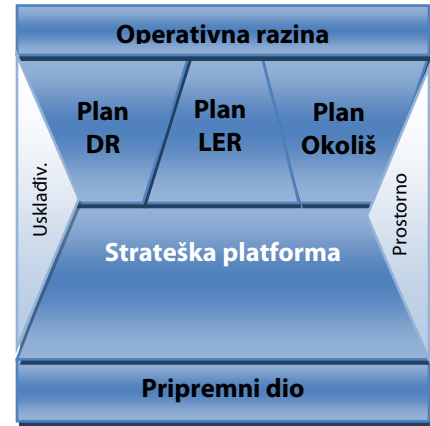 Operativna razina
Plan
DR
Plan
LER
Plan
Okoliš
Usklađiv.
Prostorno
Strateška platforma
Pripremni dio